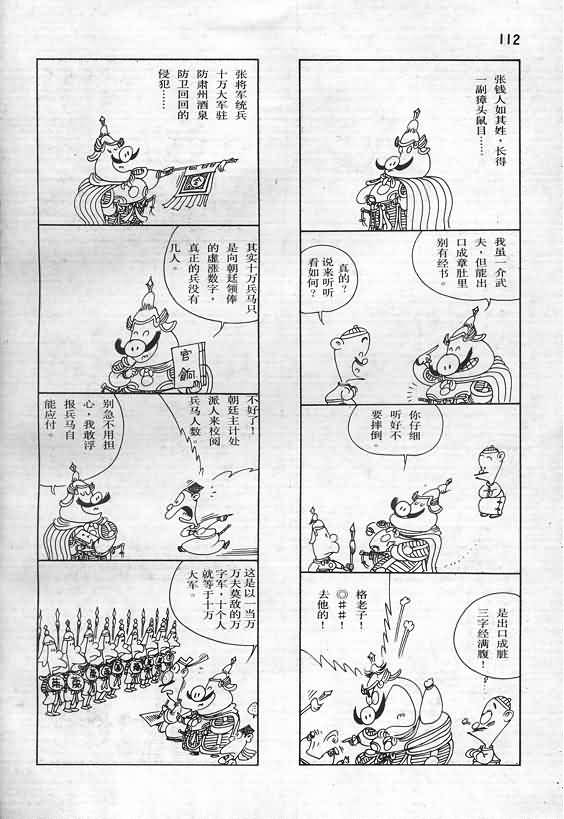 112
张钱人如其姓，长得
一副獐头鼠目……
我虽一介武
夫，但能出
口成章肚里
别有经书。
真的？
说来听听
看如何？
你仔细
听好不
要摔倒。
格老子！
◎＃＃！
去他的！
是出口成脏
三字经满腹！……
张将军统兵
十万大军驻
防肃州酒泉
防卫回回的
侵犯……
其实十万兵马只
是向朝廷领俸
的虚涨数字，
真正的兵没有
几人。
官餉
不好了！
朝廷主计处
派人来校阅
兵马人数。
别急不用担
心，我敢浮
报兵马自
能应付。
这是以一当万
万夫莫敌的万
字军，十个人
就等于十万
大军。